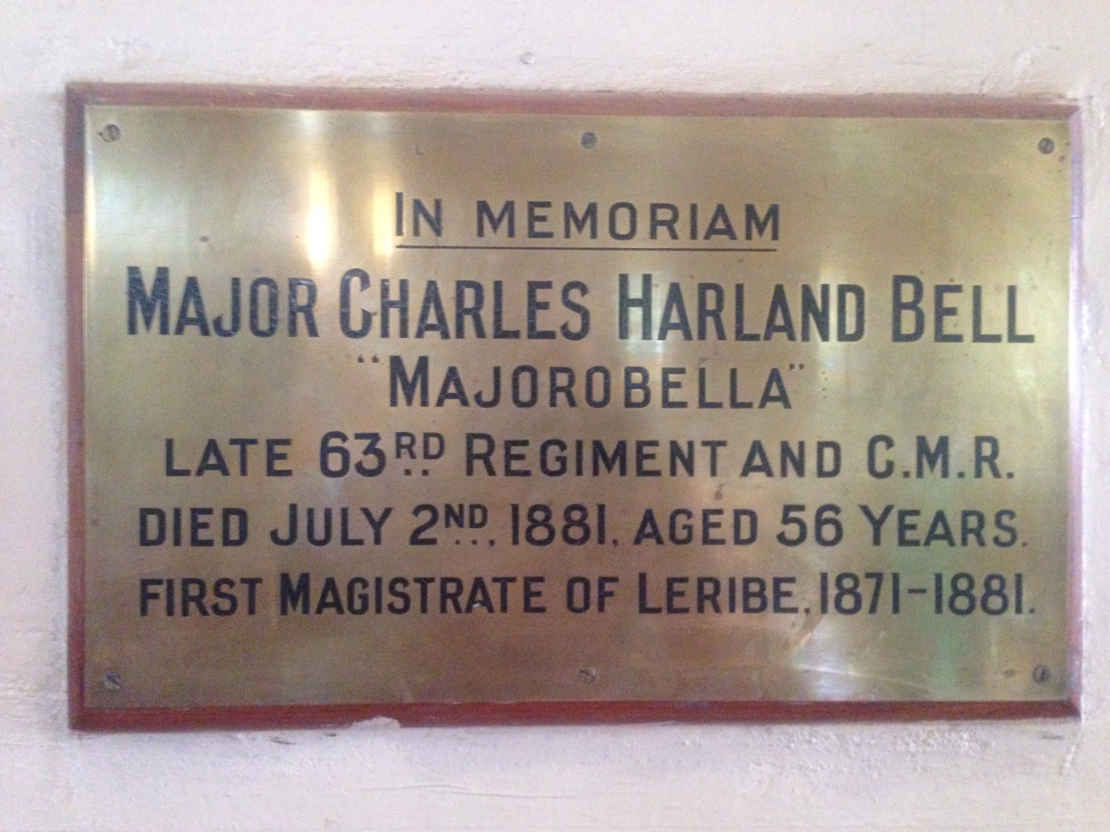 IN MEMORIAM
MAJOR CHARLES HARLAND BELL
"MAJOROBELLA"
LATE 63RD REGIMENT AND C.M.R.
DIED JULY 2ND, 1881, AGED 56 YEARS.
FIRST MAGISTRATE OF LERIBE, 1871-1881.